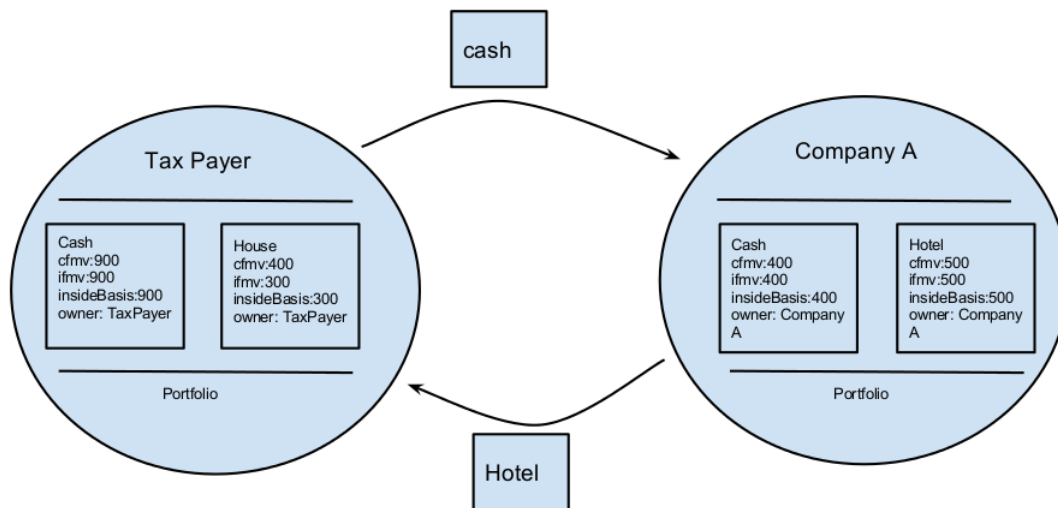 cash
Tax Payer
Cash
cfmv:900
ifmv:900
insideBasis:900
owner: TaxPayer
House
cfmv:400
ifmv:300
insideBasis:300
owner: TaxPayer
Portfolio
Company A
Cash
cfmv:400
ifmv:400
insideBasis:400
owner: Company
A
Hotel
cfmv:500
ifmv:500
insideBasis:500
owner: Company
A
Portfolio
Hotel